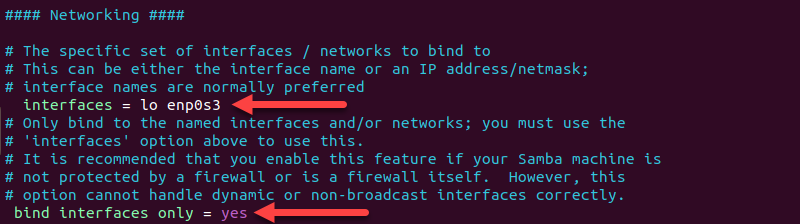 #### Networking ####
# The specific set of interfaces / networks to bind to
# This can be either the interface name or an IP address/netmask;
# interface names are normally preferred
interfaces = lo enp0s3
# Only bind to the named interfaces and/or networks; you must use the
# 'interfaces' option above to use this.
# It is recommended that you enable this feature if your Samba machine is
# not protected by a firewall or is a firewall itself.  However, this
# option cannot handle dynamic or non-broadcast interfaces correctly.
bind interfaces only = yes